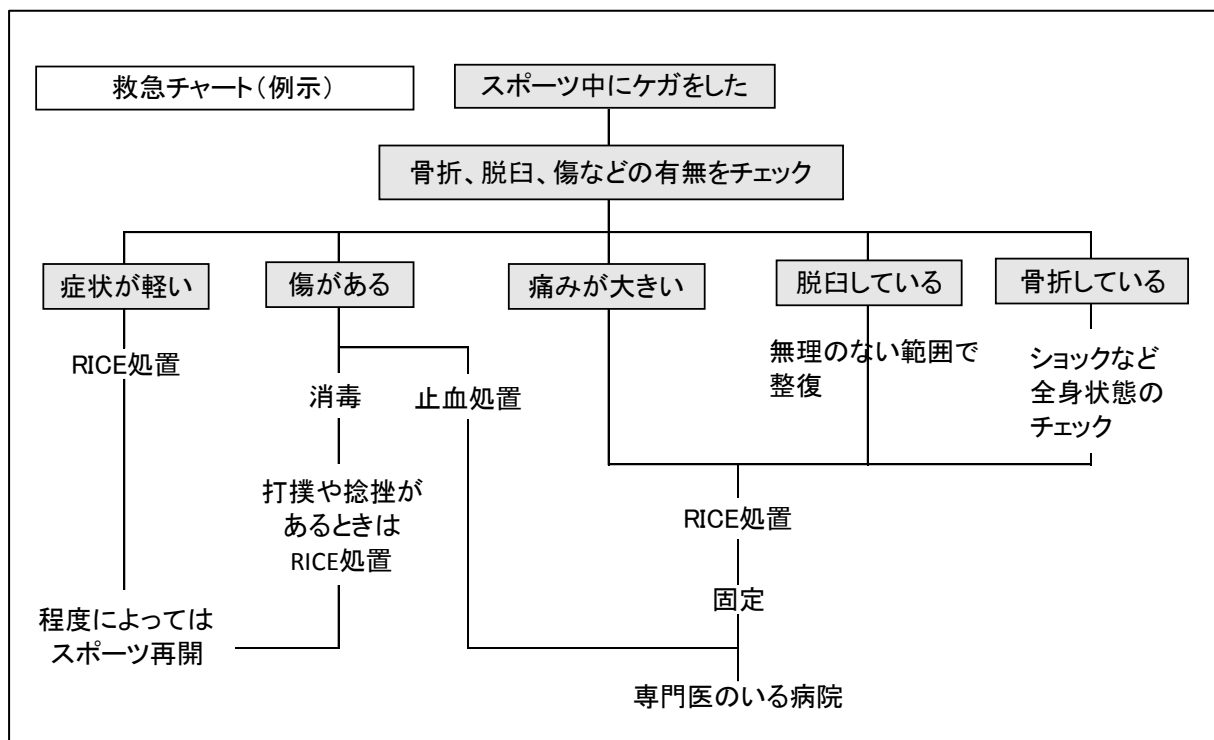 救急チャート（例示）
スポーツ中にケガをした
骨折、脱臼、傷などの有無をチェック
症状が軽い
傷がある
痛みが大きい
脱臼している
骨折している
RICE処置
消毒
止血処置
無理のない範囲で
整復
ショックなど
全身状態の
チェック
打撲や捻挫が
あるときは
RICE処置
RICE処置
固定
程度によっては
スポーツ再開
専門医のいる病院